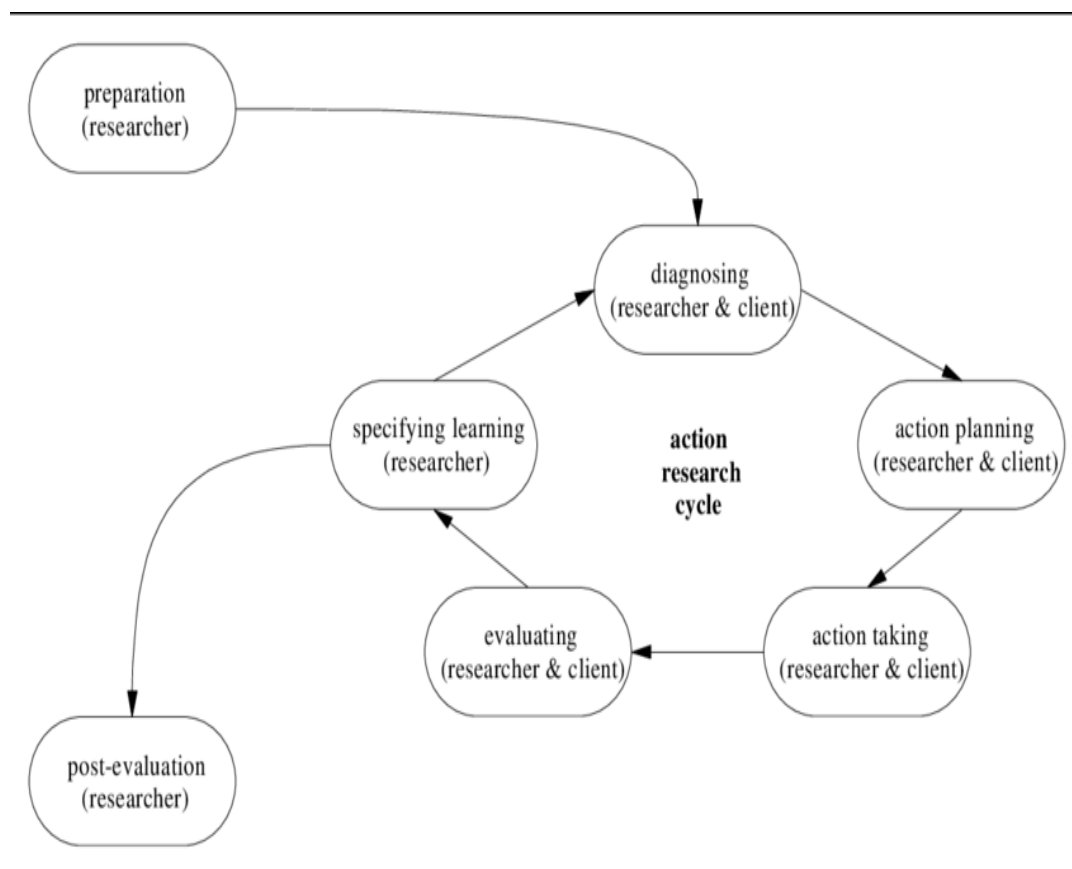 preparation
(researcher)
diagnosing
(researcher & client)
specifying learning
(researcher)
action
research
cycle
action planning
(researcher & client)
evaluating
(researcher & client)
action taking
(researcher & client)
post-evaluation
(researcher)